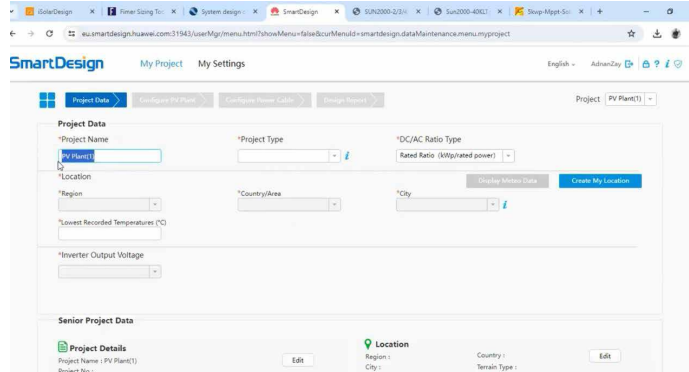 iSolarDesign
Fimer Sizing Too
System design
SmartDesign
SUN2000-2/3/
Sun2000-40KL
5kwp-Mppt-So
eu.smartdesign.huawei.com:31943/userMgr/menu.html?showMenu=false&curMenuId=smartdesign.dataMaintenance.menu.myproject
SmartDesign
My Project My Settings
English AdnanZay
Project Data Configure PV Plant Configure Power Cable Design Report
Project PV Plant(1)
Project Data
*Project Name *Project Type *DC/AC Ratio Type
PV Plant(1) Rated Ratio (kWp/rated power)
*Location Display Meteo Data Create My Location
*Region *Country/Area *City
*Lowest Recorded Temperatures (°C)
*Inverter Output Voltage
Senior Project Data
Project Details
Project Name : PV Plant(1)
Edit
Project No :
Location
Region : Country :
Edit
City : Terrain Type :